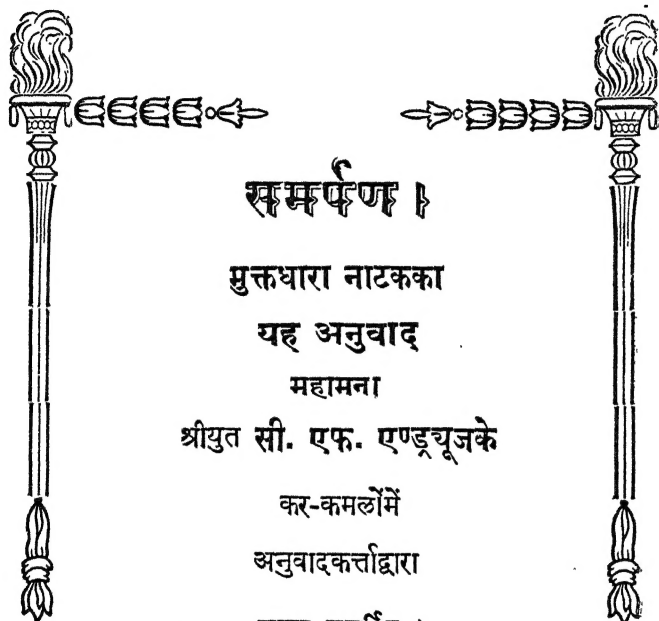 समर्पण।
मुक्तधारा नाटकका
यह अनुवाद
महामना
श्रीयुत सी. एफ. एण्ड्र्यूजके
कर-कमलोंमें
अनुवादकर्त्ताद्वारा